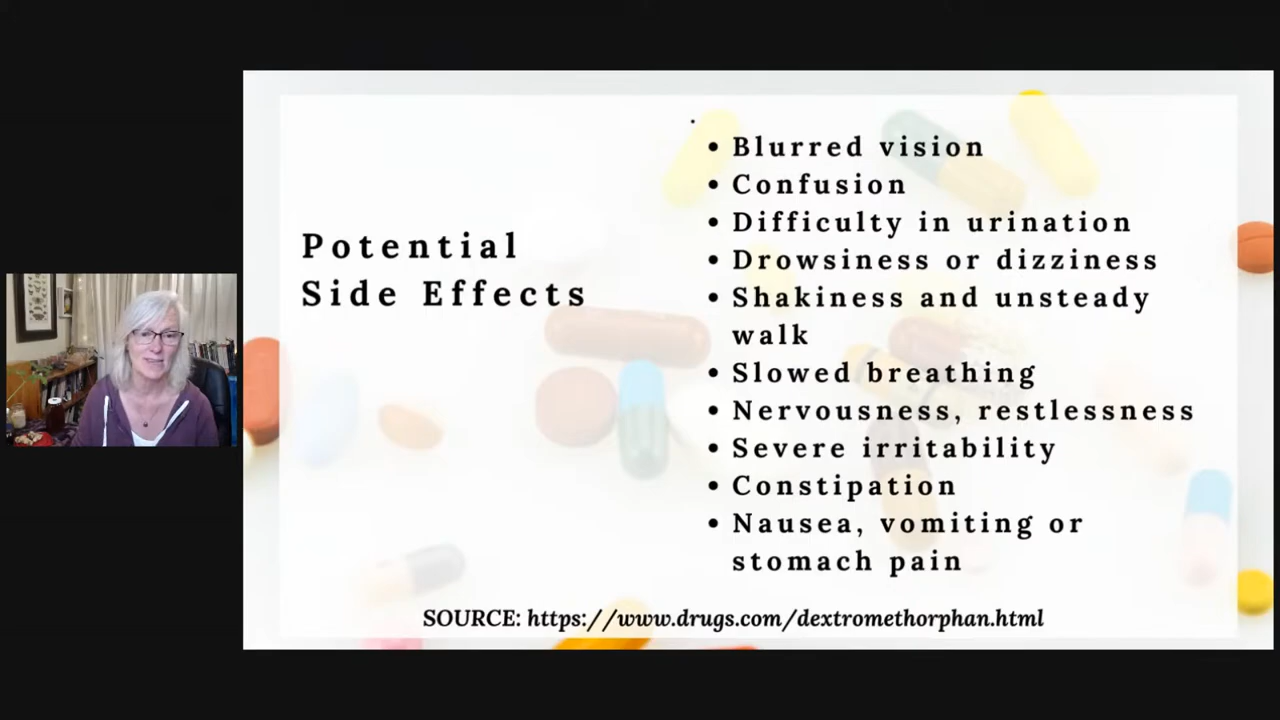 Potential
Side Effects
• Blurred vision
• Confusion
• Difficulty in urination
• Drowsiness or dizziness
• Shakiness and unsteady
walk
• Slowed breathing
• Nervousness, restlessness
• Severe irritability
• Constipation
• Nausea, vomiting or
stomach pain
SOURCE: https://www.drugs.com/dextromethorphan.html